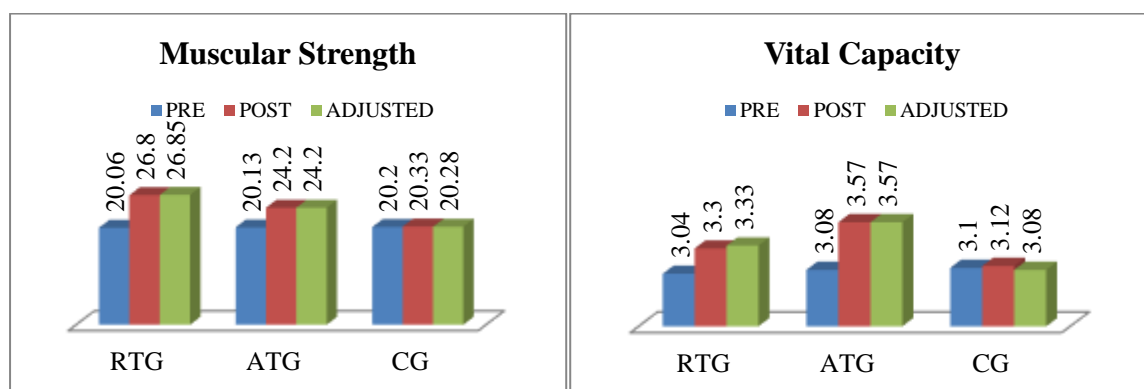 Muscular Strength
PRE POST ADJUSTED
20.06 26.8 26.85 20.13 24.2 24.2 20.2 20.33 20.28
RTG ATG CG
Vital Capacity
PRE POST ADJUSTED
3.04 3.3 3.33 3.08 3.57 3.57 3.1 3.12 3.08
RTG ATG CG